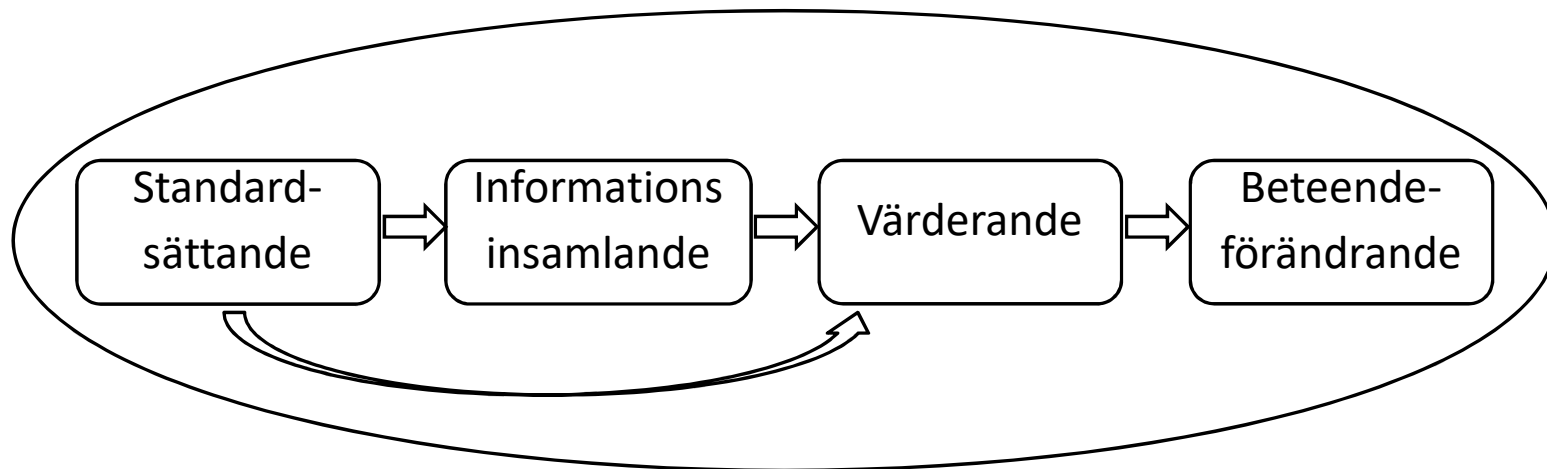 Standard-
sättande
Informations
insamlande
Värderande
Beteende-
förändrande